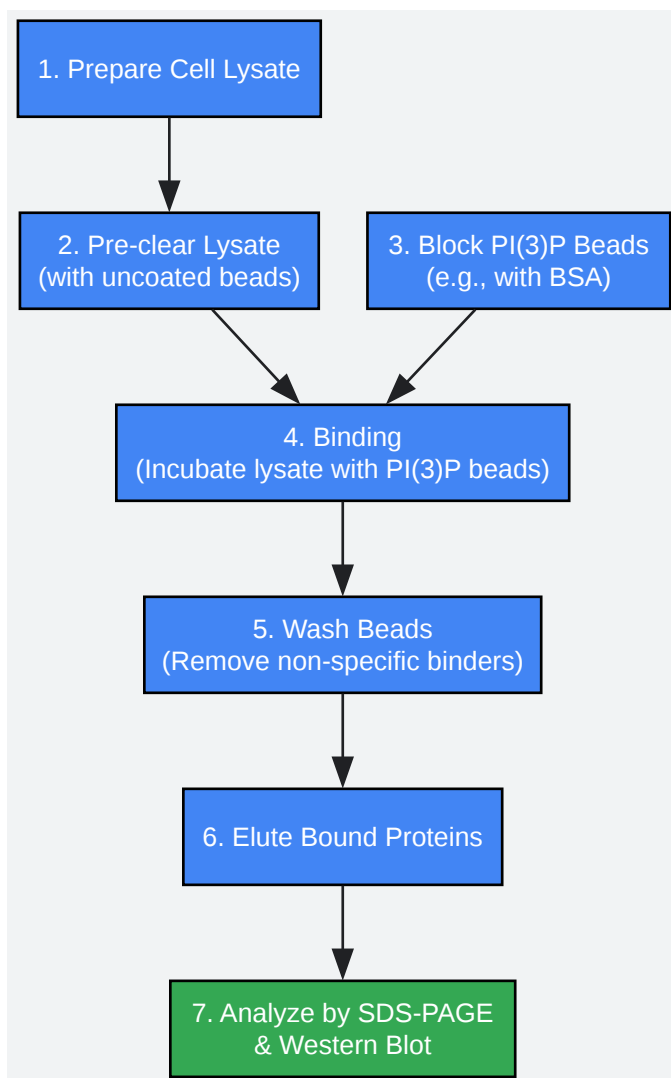 1. Prepare Cell Lysate
2. Pre-clear Lysate
(with uncoated beads)
3. Block PI(3)P Beads
(e.g., with BSA)
4. Binding
(Incubate lysate with PI(3)P beads)
5. Wash Beads
(Remove non-specific binders)
6. Elute Bound Proteins
7. Analyze by SDS-PAGE
& Western Blot